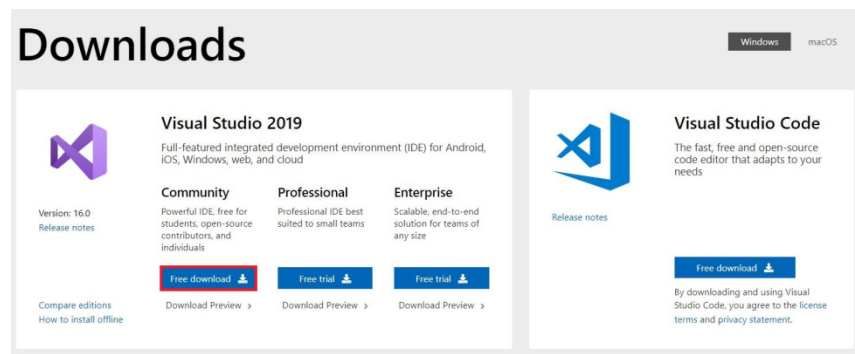 Downloads
Windows
macOS
Visual Studio 2019
Full-featured integrated development environment (IDE) for Android,
iOS, Windows, web, and cloud
Community
Powerful IDE, free for
students, open-source
contributors, and
individuals
Free download
Download Preview >
Professional
Professional IDE best
suited to small teams
Free trial
Download Preview >
Enterprise
Scalable, end-to-end
solution for teams of
any size
Free trial
Download Preview >
Version: 16.0
Release notes
Compare editions
How to install offline
Visual Studio Code
The fast, free and open-source
code editor that adapts to your
needs
Release notes
Free download
By downloading and using Visual
Studio Code, you agree to the license
terms and privacy statement.